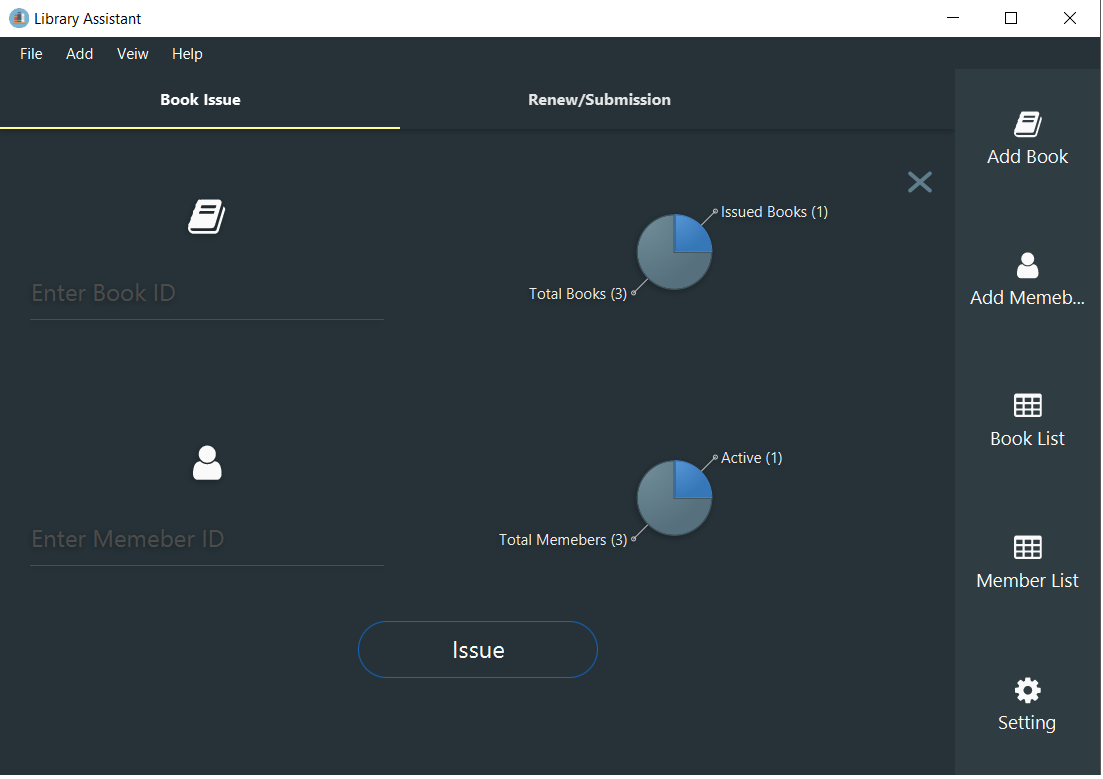 Library Assistant
File Add Veiw Help
Book Issue Renew/Submission
Add Book
Issued Books (1)
Enter Book ID
Total Books (3)
Add Memeb...
Book List
Active (1)
Enter Memeber ID
Total Memebers (3)
Member List
Issue
Setting